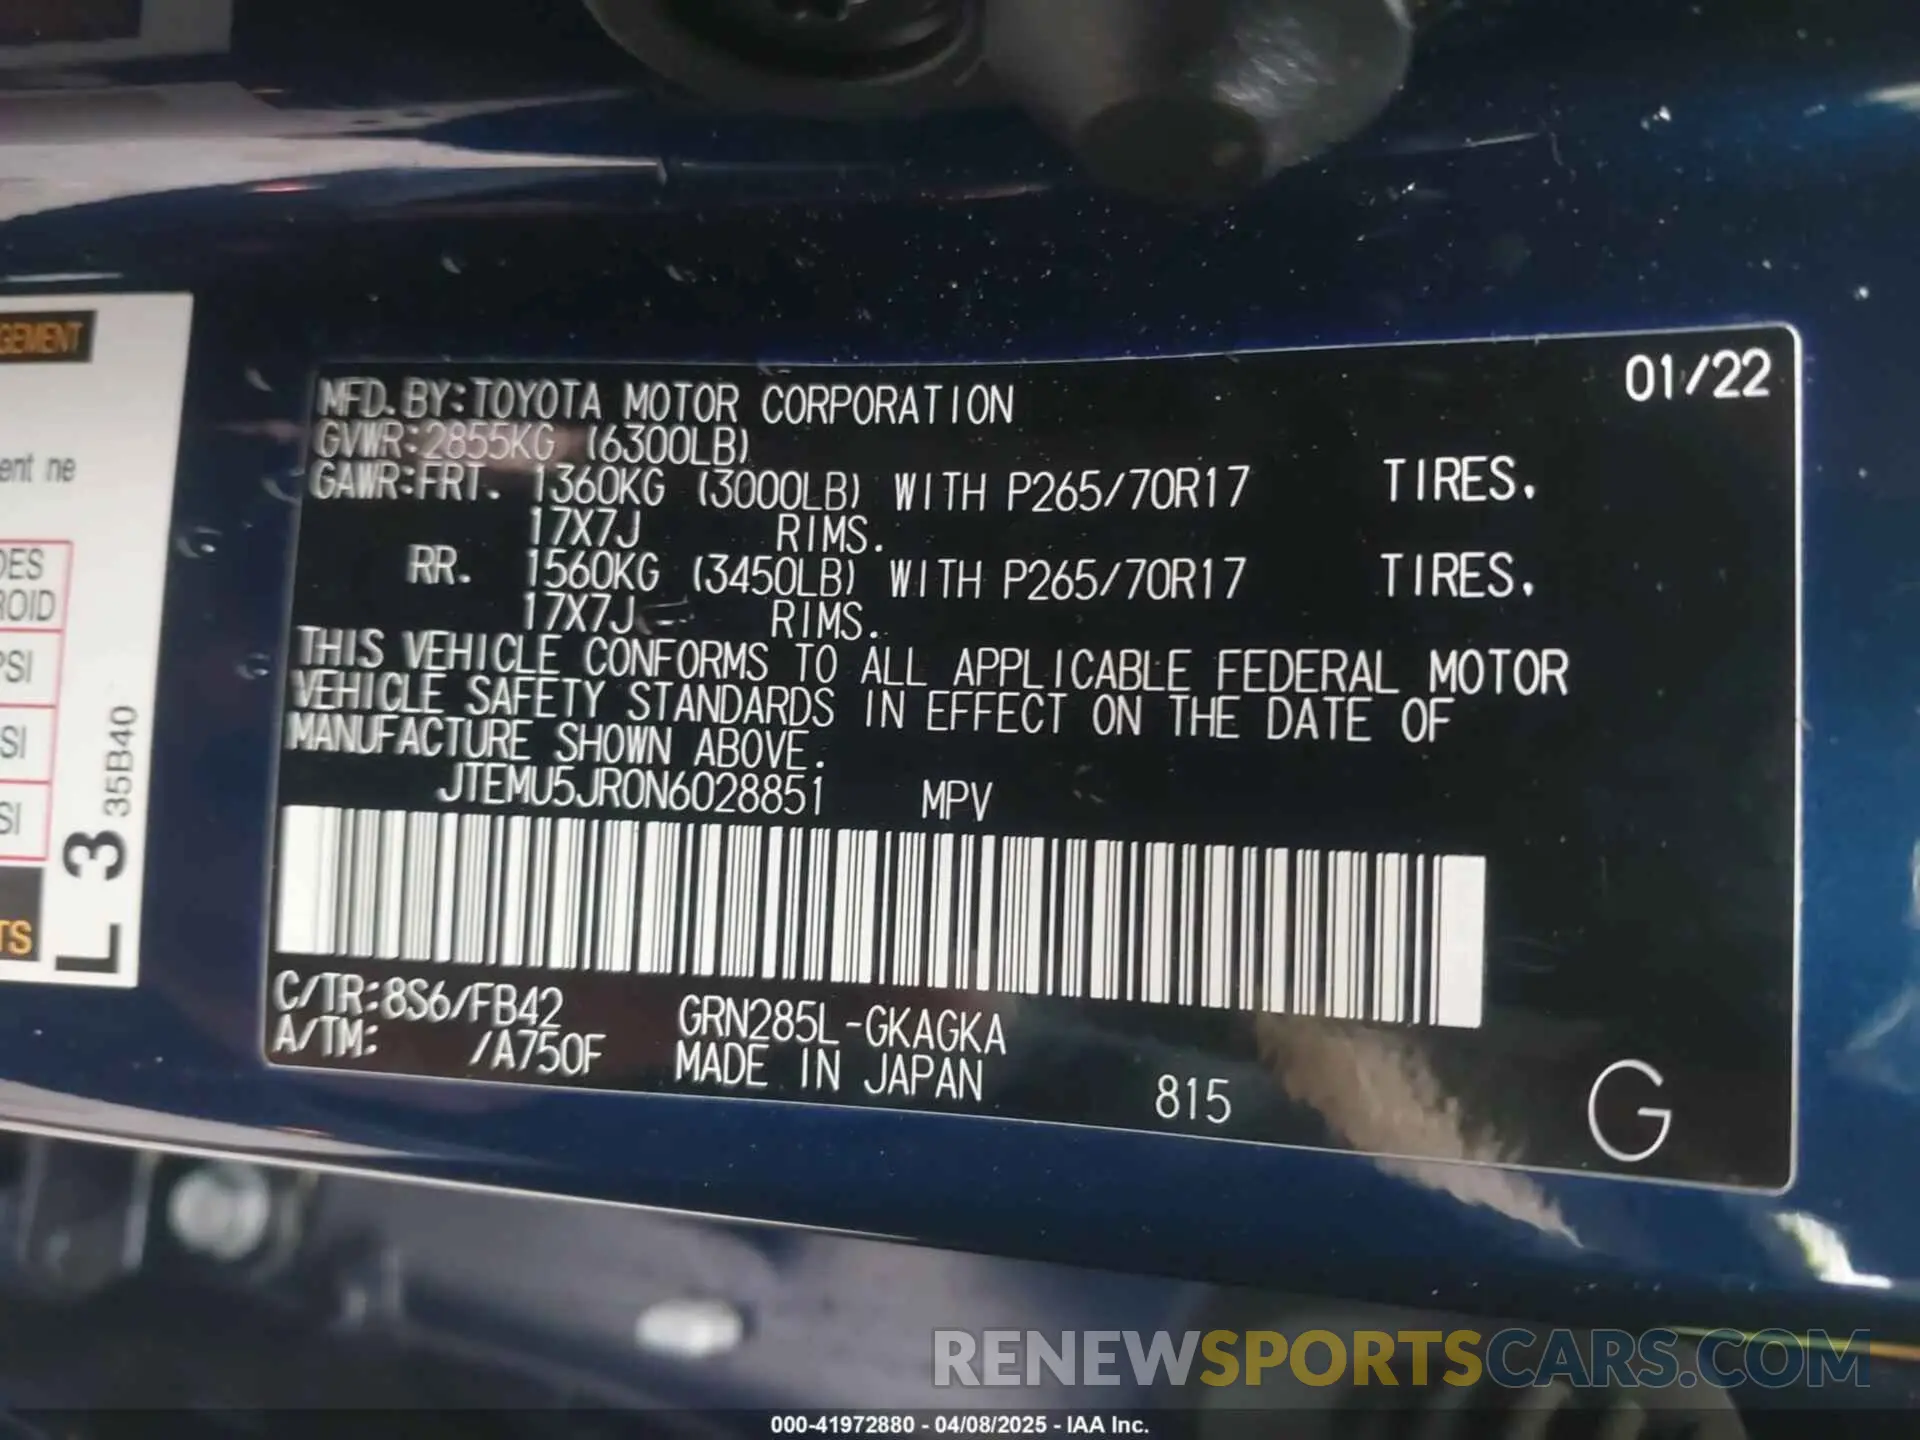 GEMENT
ent ne
DES
ROID
PSI
SI
SI
TS
L 3 35B40
01/22
MFD. BY:TOYOTA MOTOR CORPORATION
GVWR:2855KG (6300LB)
GAWR:FRT. 1360KG (3000LB) WITH P265/70R17 TIRES.
17X7J RIMS.
RR. 1560KG (3450LB) WITH P265/70R17 TIRES.
17X7J RIMS.
THIS VEHICLE CONFORMS TO ALL APPLICABLE FEDERAL MOTOR
VEHICLE SAFETY STANDARDS IN EFFECT ON THE DATE OF
MANUFACTURE SHOWN ABOVE.
JTEMU5JR0N6028851 MPV
C/TR:8S6/FB42 GRN285L-GKAGKA
A/TM: /A750F MADE IN JAPAN 815 G
RENEWSPORTSCARS.COM
000-41972880 - 04/08/2025 - IAA Inc.